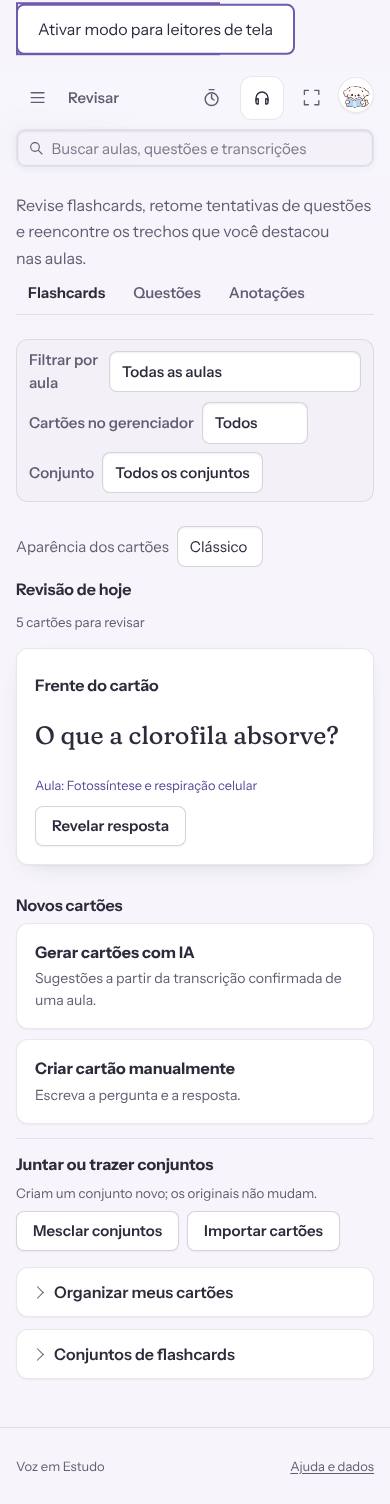 Ativar modo para leitores de tela
Revisar
Buscar aulas, questões e transcrições
Revise flashcards, retome tentativas de questões
e reencontre os trechos que você destacou
nas aulas.
Flashcards Questões Anotações
Filtrar por
aula
Todas as aulas
Cartões no gerenciador Todos
Conjunto Todos os conjuntos
Aparência dos cartões Clássico
Revisão de hoje
5 cartões para revisar
Frente do cartão
O que a clorofila absorve?
Aula: Fotossíntese e respiração celular
Revelar resposta
Novos cartões
Gerar cartões com IA
Sugestões a partir da transcrição confirmada de
uma aula.
Criar cartão manualmente
Escreva a pergunta e a resposta.
Juntar ou trazer conjuntos
Criam um conjunto novo; os originais não mudam.
Mesclar conjuntos Importar cartões
Organizar meus cartões
Conjuntos de flashcards
Voz em Estudo Ajuda e dados